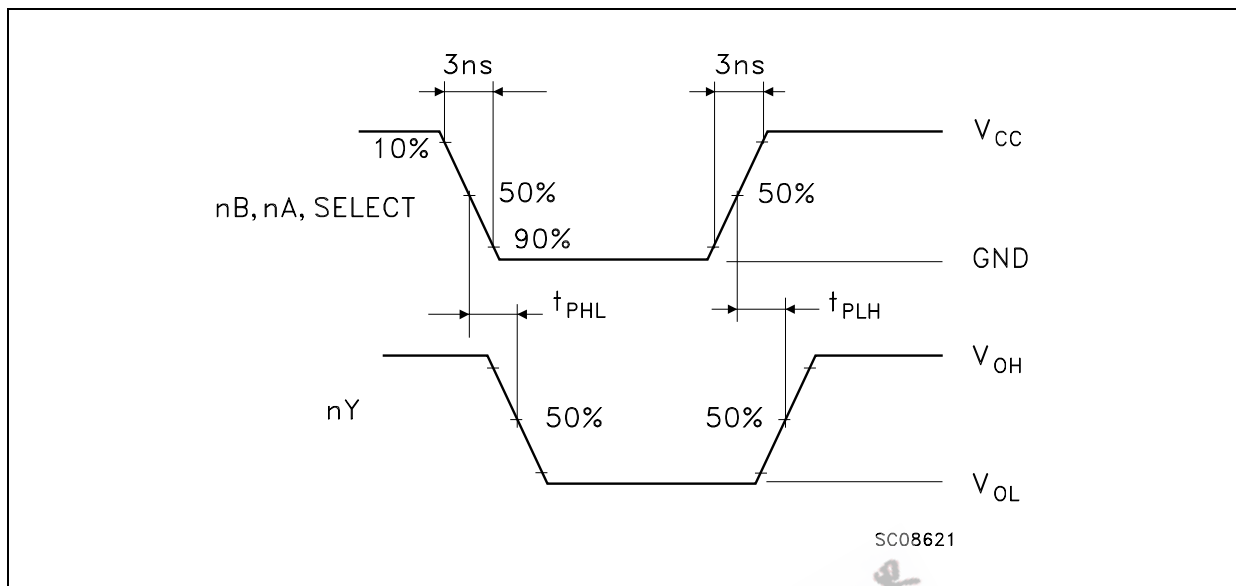 3ns
3ns
V_CC
10%
50%
50%
nB, nA, SELECT
90%
GND
t_PHL
t_PLH
V_OH
nY
50%
50%
V_OL
SC08621